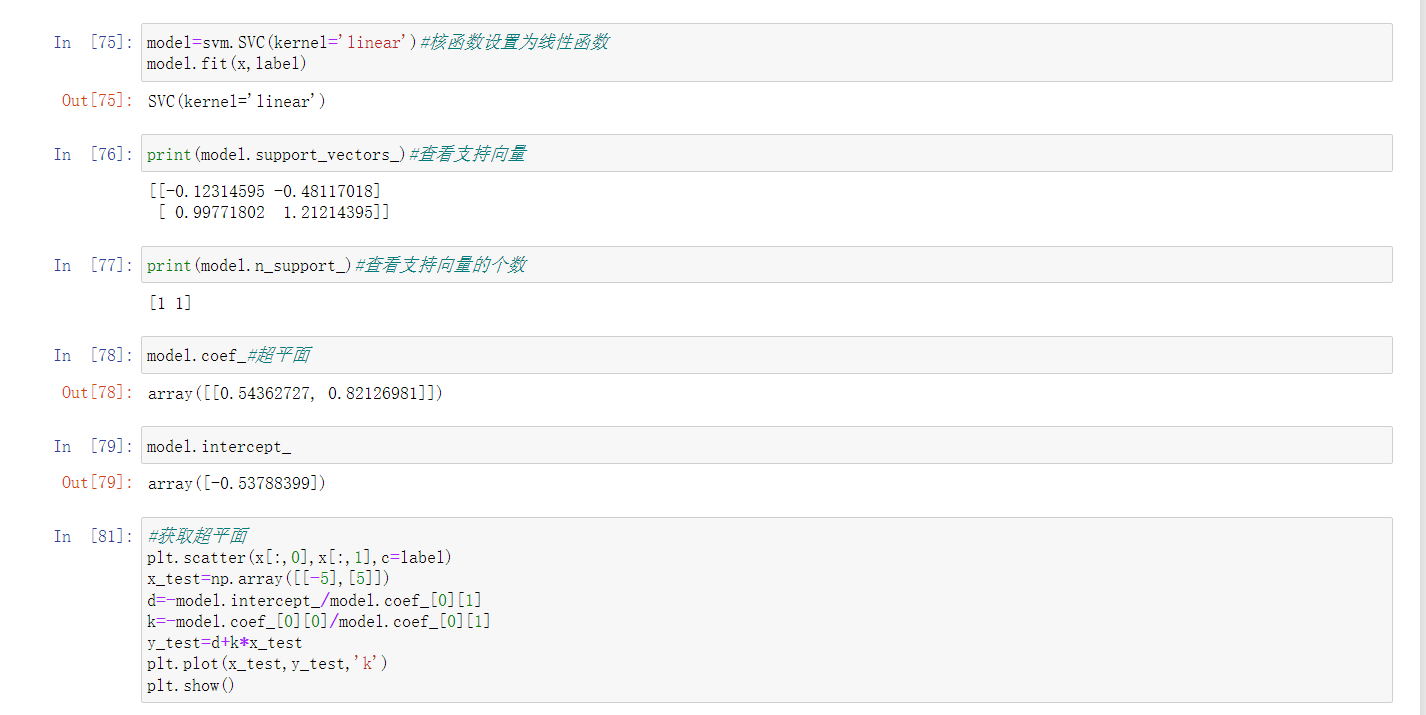 In [75]: model=svm.SVC(kernel='linear')#核函数设置为线性函数
model.fit(x,label)
Out[75]: SVC(kernel='linear')
In [76]: print(model.support_vectors_)#查看支持向量
[[-0.12314595 -0.48117018]
 [ 0.99771802  1.21214395]]
In [77]: print(model.n_support_)#查看支持向量的个数
[1 1]
In [78]: model.coef_#超平面
Out[78]: array([[0.54362727, 0.82126981]])
In [79]: model.intercept_
Out[79]: array([-0.53788399])
In [81]: #获取超平面
plt.scatter(x[:,0],x[:,1],c=label)
x_test=np.array([[-5],[5]])
d=-model.intercept_/model.coef_[0][1]
k=-model.coef_[0][0]/model.coef_[0][1]
y_test=d+k*x_test
plt.plot(x_test,y_test,'k')
plt.show()